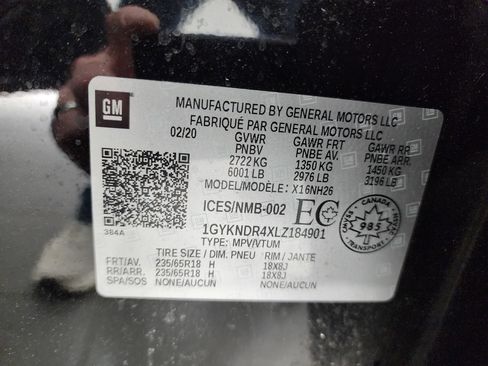 GM
MANUFACTURED BY GENERAL MOTORS LLC
FABRIQUÉ PAR GENERAL MOTORS LLC
02/20 GVWR GAWR FRT GAWR RR
PNBV PNBE AV. PNBE ARR.
2722 KG 1350 KG 1450 KG
6001 LB 2976 LB 3196 LB
MODEL/MODÈLE: X16NH26
ICES/NMB-002 EC
384A
1GYKNDR4XLZ184901
TYPE: MPV/VTUM
CMVSS NSVAC
985
TRANSPORT
TIRE SIZE / DIM. PNEU RIM / JANTE
FRT/AV. 235/65R18 H 18X8J
RR/ARR. 235/65R18 H 18X8J
SPA/SOS NONE/AUCUN NONE/AUCUN